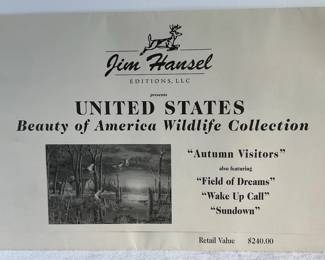 Jim Hansel
EDITIONS, LLC
presents
UNITED STATES
Beauty of America Wildlife Collection
"Autumn Visitors"
also featuring
"Field of Dreams"
"Wake Up Call"
"Sundown"
Retail Value $240.00